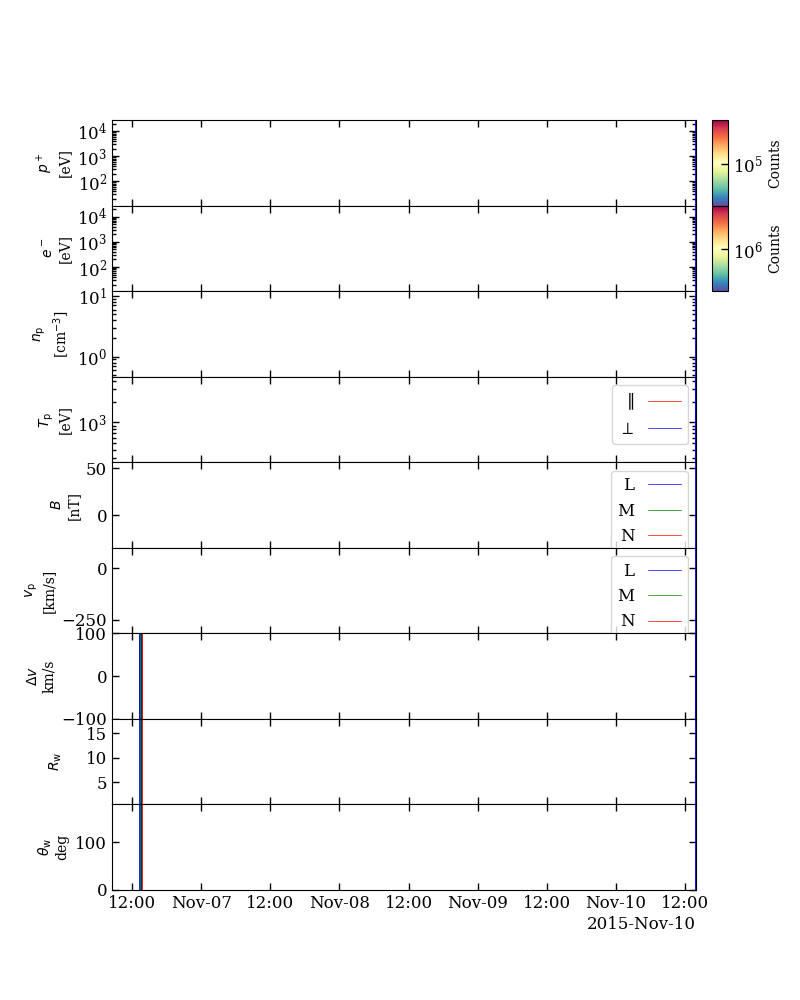 10⁴
10³
10²
p⁺
[eV]
10⁵
Counts
10⁴
10³
10²
e⁻
[eV]
10⁶
Counts
10¹
10⁰
nₚ
[cm⁻³]
10³
Tₚ
[eV]
∥
⊥
50
0
B
[nT]
L
M
N
0
−250
vₚ
[km/s]
L
M
N
100
0
−100
Δv
km/s
15
10
5
R_w
100
0
θ_w
deg
12:00 Nov-07 12:00 Nov-08 12:00 Nov-09 12:00 Nov-10 12:00
2015-Nov-10